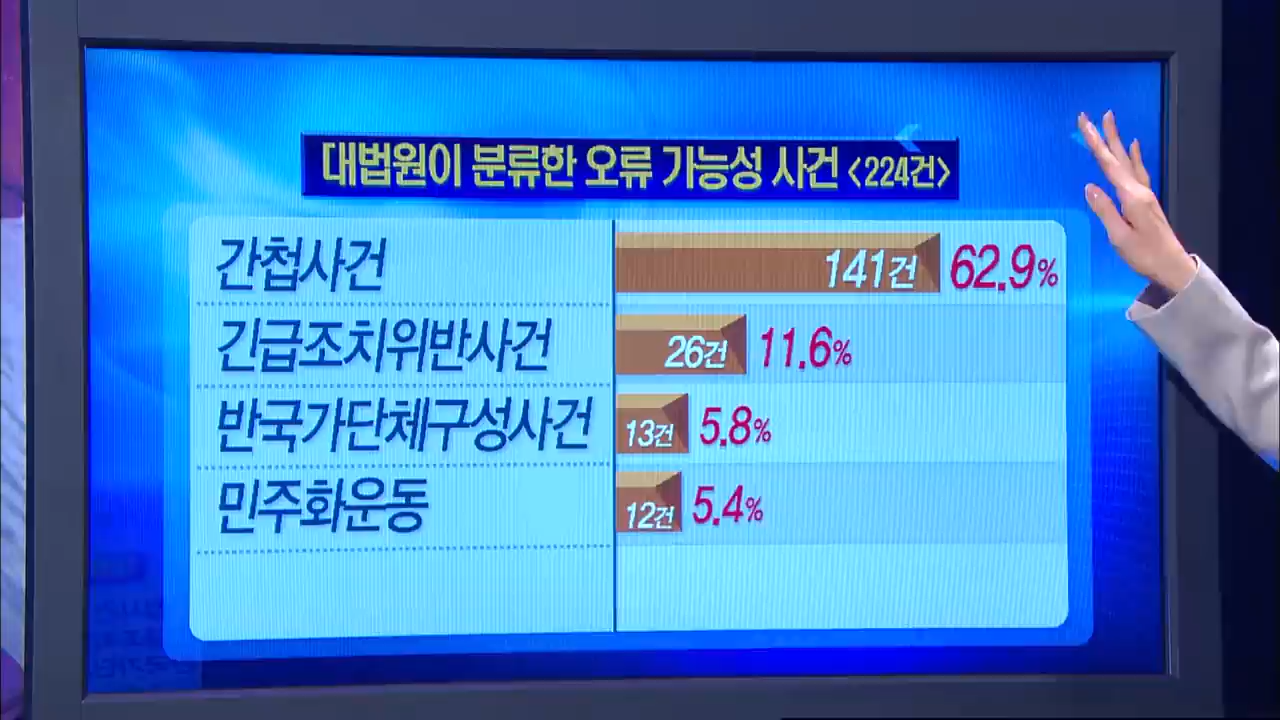 대법원이 분류한 오류 가능성 사건 <224건>
간첩사건 141건 62.9%
긴급조치위반사건 26건 11.6%
반국가단체구성사건 13건 5.8%
민주화운동 12건 5.4%